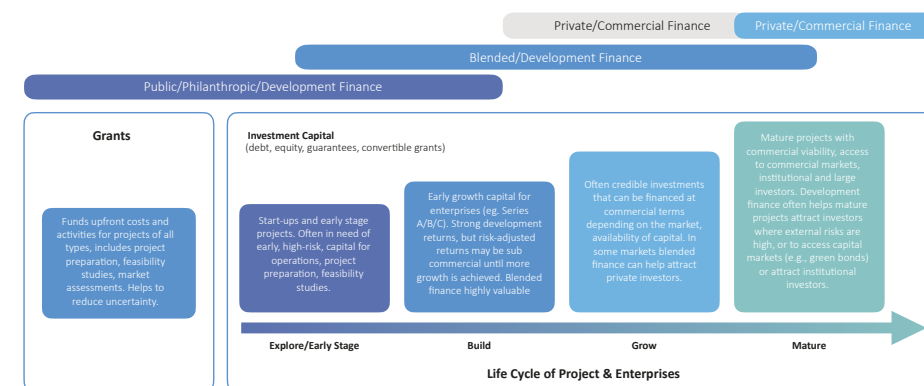 Private/Commercial Finance
Private/Commercial Finance
Blended/Development Finance
Public/Philanthropic/Development Finance
Grants
Funds upfront costs and
activities for projects of all
types, includes project
preparation, feasibility
studies, market
assessments. Helps to
reduce uncertainty.
Investment Capital
(debt, equity, guarantees, convertible grants)
Start-ups and early stage
projects. Often in need of
early, high-risk, capital for
operations, project
preparation, feasibility
studies.
Early growth capital for
enterprises (eg. Series
A/B/C). Strong development
returns, but risk-adjusted
returns may be sub
commercial until more
growth is achieved. Blended
finance highly valuable
Often credible investments
that can be financed at
commercial terms
depending on the market,
availability of capital. In
some markets blended
finance can help attract
private investors.
Mature projects with
commercial viability, access
to commercial markets,
institutional and large
investors. Development
finance often helps mature
projects attract investors
where external risks are
high, or to access capital
markets (e.g., green bonds)
or attract institutional
investors.
Explore/Early Stage
Build
Grow
Mature
Life Cycle of Project & Enterprises